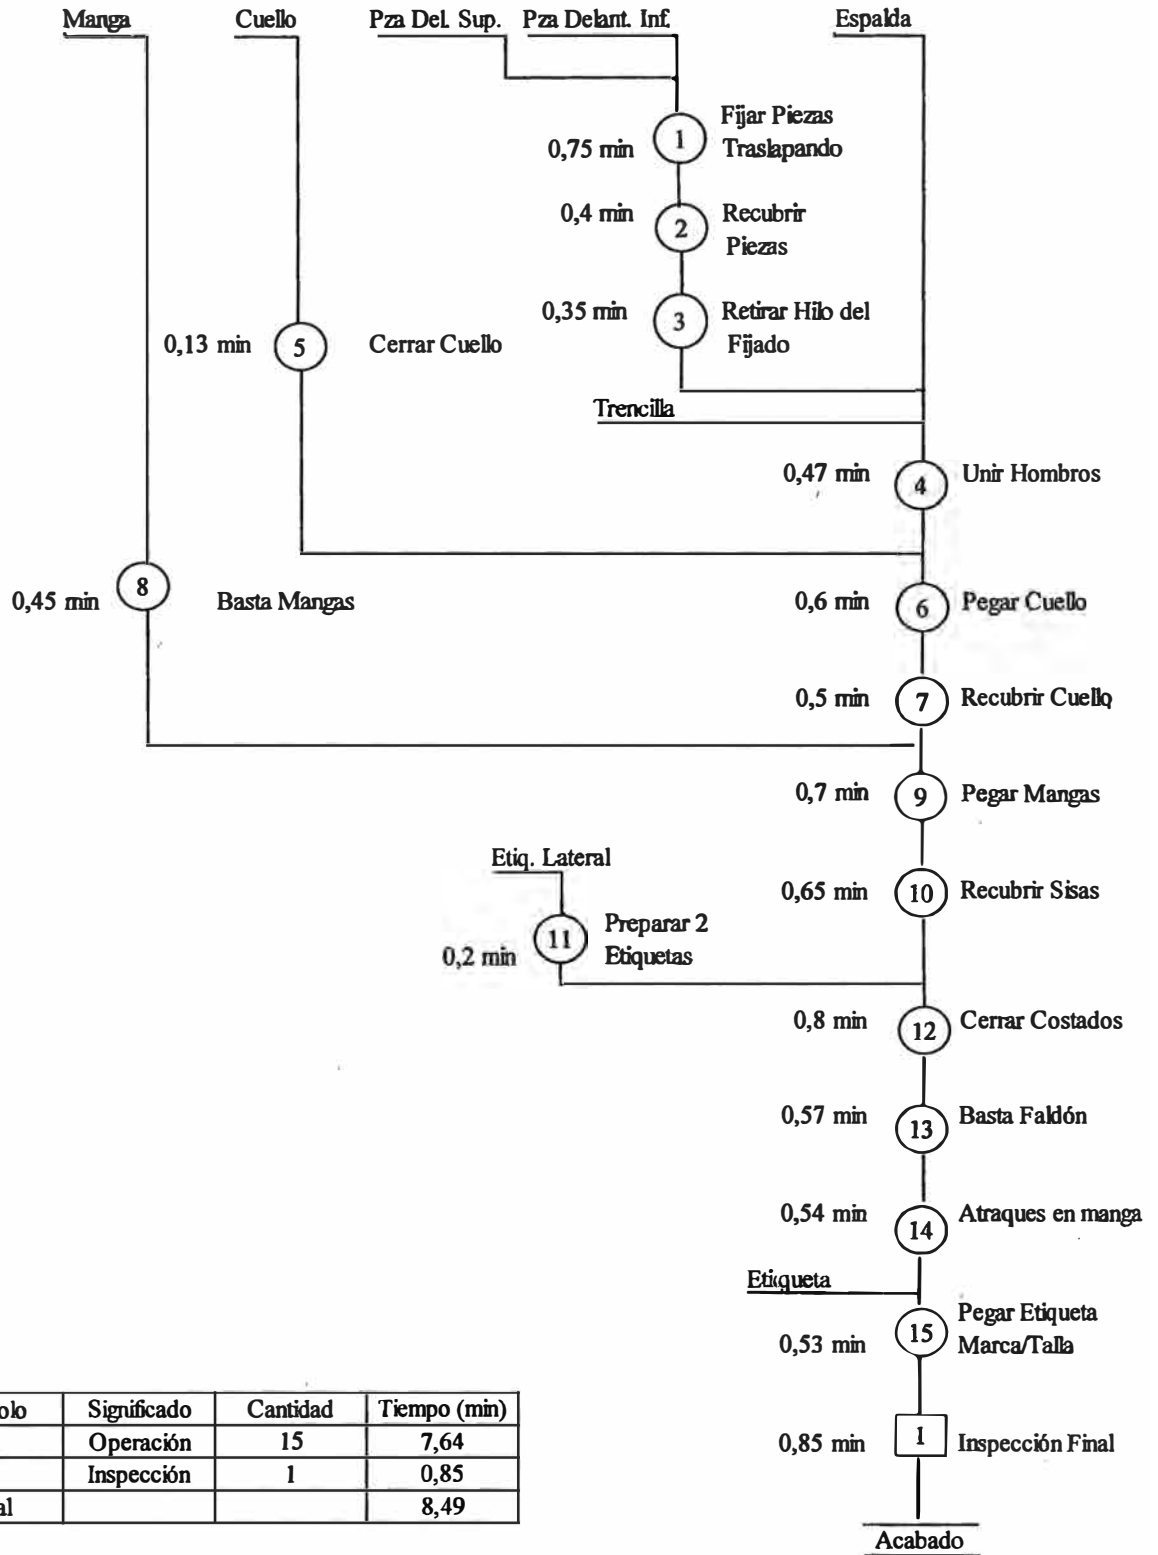 Manga
Cuello
Pza Del. Sup.
Pza Delant. Inf.
Espalda
0,75 min
1
Fijar Piezas
Traslapando
0,4 min
2
Recubrir
Piezas
0,35 min
3
Retirar Hilo del
Fijado
0,13 min
5
Cerrar Cuello
Trencilla
0,47 min
4
Unir Hombros
0,45 min
8
Basta Mangas
0,6 min
6
Pegar Cuello
0,5 min
7
Recubrir Cuello
0,7 min
9
Pegar Mangas
Etiq. Lateral
0,65 min
10
Recubrir Sisas
0,2 min
11
Preparar 2
Etiquetas
0,8 min
12
Cerrar Costados
0,57 min
13
Basta Faldón
0,54 min
14
Atraques en manga
Etiqueta
0,53 min
15
Pegar Etiqueta
Marca/Talla
0,85 min
1
Inspección Final
Acabado
olo Significado Cantidad Tiempo (min)
Operación 15 7,64
Inspección 1 0,85
al 8,49